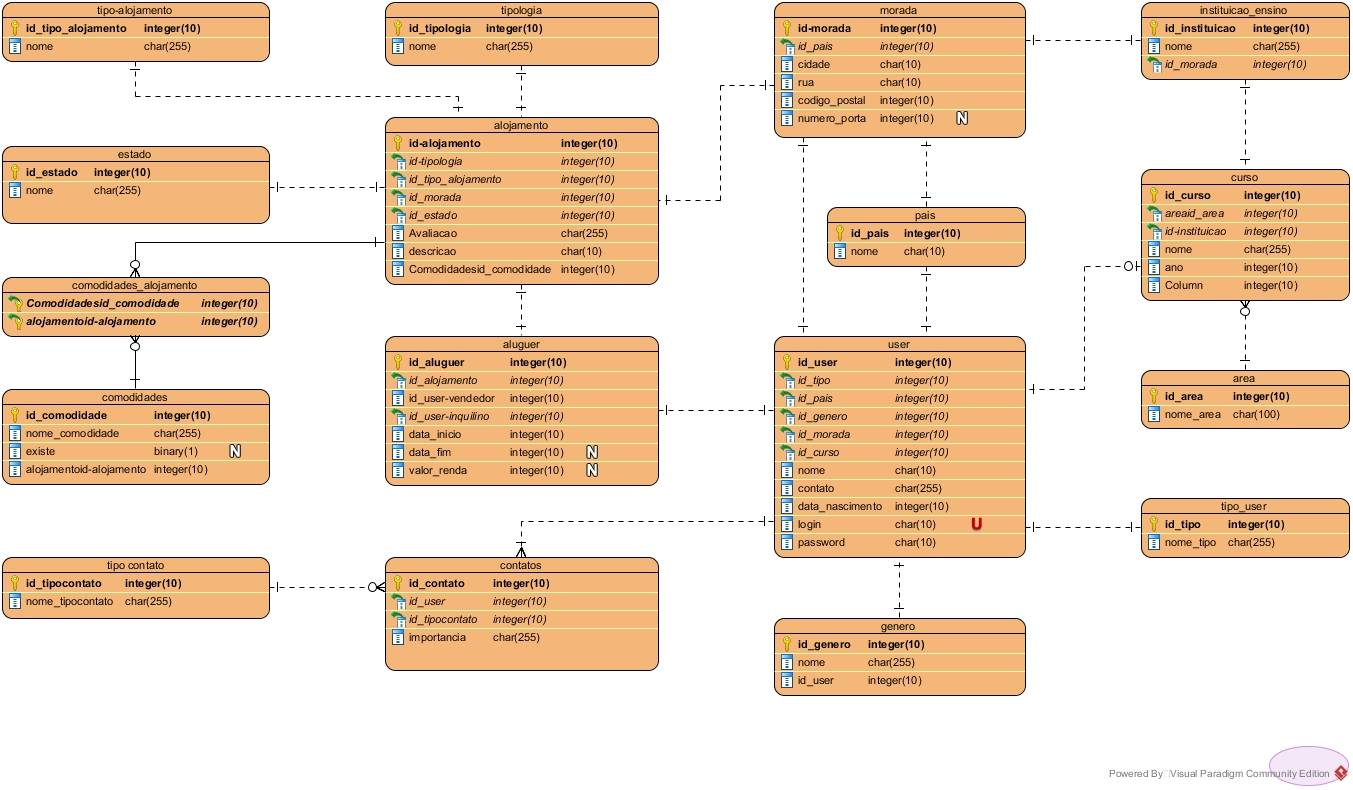 tipo-alojamento
id_tipo_alojamento integer(10)
nome char(255)
tipologia
id_tipologia integer(10)
nome char(255)
morada
id-morada integer(10)
id_pais integer(10)
cidade char(10)
rua char(10)
codigo_postal integer(10)
numero_porta integer(10) N
instituicao_ensino
id_instituicao integer(10)
nome char(255)
id_morada integer(10)
estado
id_estado integer(10)
nome char(255)
alojamento
id-alojamento integer(10)
id-tipologia integer(10)
id_tipo_alojamento integer(10)
id_morada integer(10)
id_estado integer(10)
Avaliacao char(255)
descricao char(10)
Comodidadesid_comodidade integer(10)
pais
id_pais integer(10)
nome char(10)
curso
id_curso integer(10)
areaid_area integer(10)
id-instituicao integer(10)
nome char(255)
ano integer(10)
Column integer(10)
comodidades_alojamento
Comodidadesid_comodidade integer(10)
alojamentoid-alojamento integer(10)
comodidades
id_comodidade integer(10)
nome_comodidade char(255)
existe binary(1) N
alojamentoid-alojamento integer(10)
aluguer
id_aluguer integer(10)
id_alojamento integer(10)
id_user-vendedor integer(10)
id_user-inquilino integer(10)
data_inicio integer(10)
data_fim integer(10) N
valor_renda integer(10) N
user
id_user integer(10)
id_tipo integer(10)
id_pais integer(10)
id_genero integer(10)
id_morada integer(10)
id_curso integer(10)
nome char(10)
contato char(255)
data_nascimento integer(10)
login char(10) U
password char(10)
area
id_area integer(10)
nome_area char(100)
tipo_user
id_tipo integer(10)
nome_tipo char(255)
tipo contato
id_tipocontato integer(10)
nome_tipocontato char(255)
contatos
id_contato integer(10)
id_user integer(10)
id_tipocontato integer(10)
importancia char(255)
genero
id_genero integer(10)
nome char(255)
id_user integer(10)
Powered By Visual Paradigm Community Edition